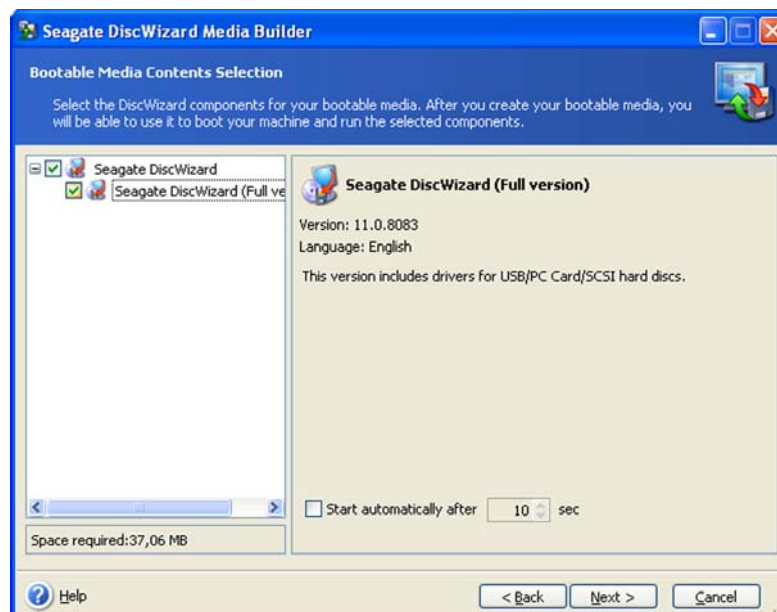 Seagate DiscWizard Media Builder
Bootable Media Contents Selection
Select the DiscWizard components for your bootable media. After you create your bootable media, you
will be able to use it to boot your machine and run the selected components.
Seagate DiscWizard
Seagate DiscWizard (Full ve
Space required:37,06 MB
Seagate DiscWizard (Full version)
Version: 11.0.8083
Language: English
This version includes drivers for USB/PC Card/SCSI hard discs.
Start automatically after 10 sec
Help
< Back
Next >
Cancel